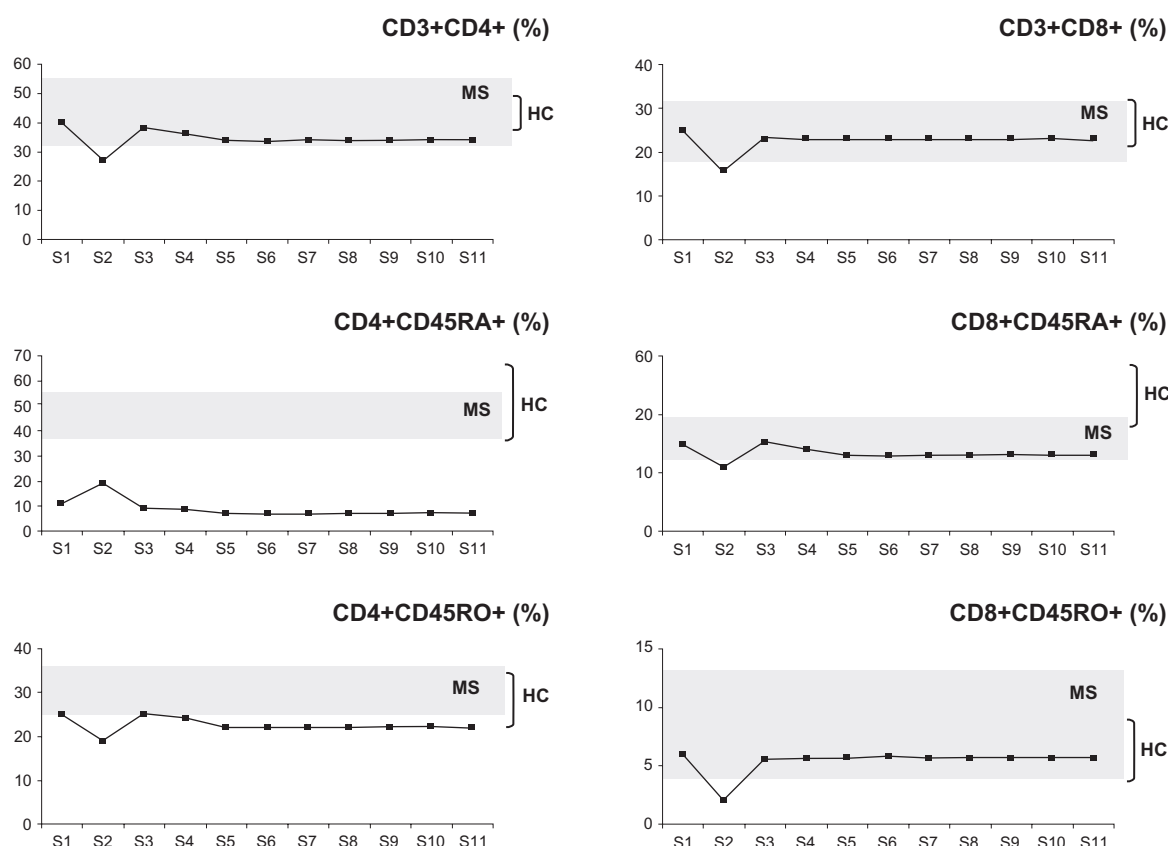 CD3+CD4+ (%)
60
50
40
30
20
10
0
MS
HC
S1 S2 S3 S4 S5 S6 S7 S8 S9 S10 S11
CD3+CD8+ (%)
40
30
20
10
0
MS
HC
S1 S2 S3 S4 S5 S6 S7 S8 S9 S10 S11
CD4+CD45RA+ (%)
70
60
50
40
30
20
10
0
MS
HC
S1 S2 S3 S4 S5 S6 S7 S8 S9 S10 S11
CD8+CD45RA+ (%)
60
20
10
0
MS
HC
S1 S2 S3 S4 S5 S6 S7 S8 S9 S10 S11
CD4+CD45RO+ (%)
40
30
20
10
0
MS
HC
S1 S2 S3 S4 S5 S6 S7 S8 S9 S10 S11
CD8+CD45RO+ (%)
15
10
5
0
MS
HC
S1 S2 S3 S4 S5 S6 S7 S8 S9 S10 S11